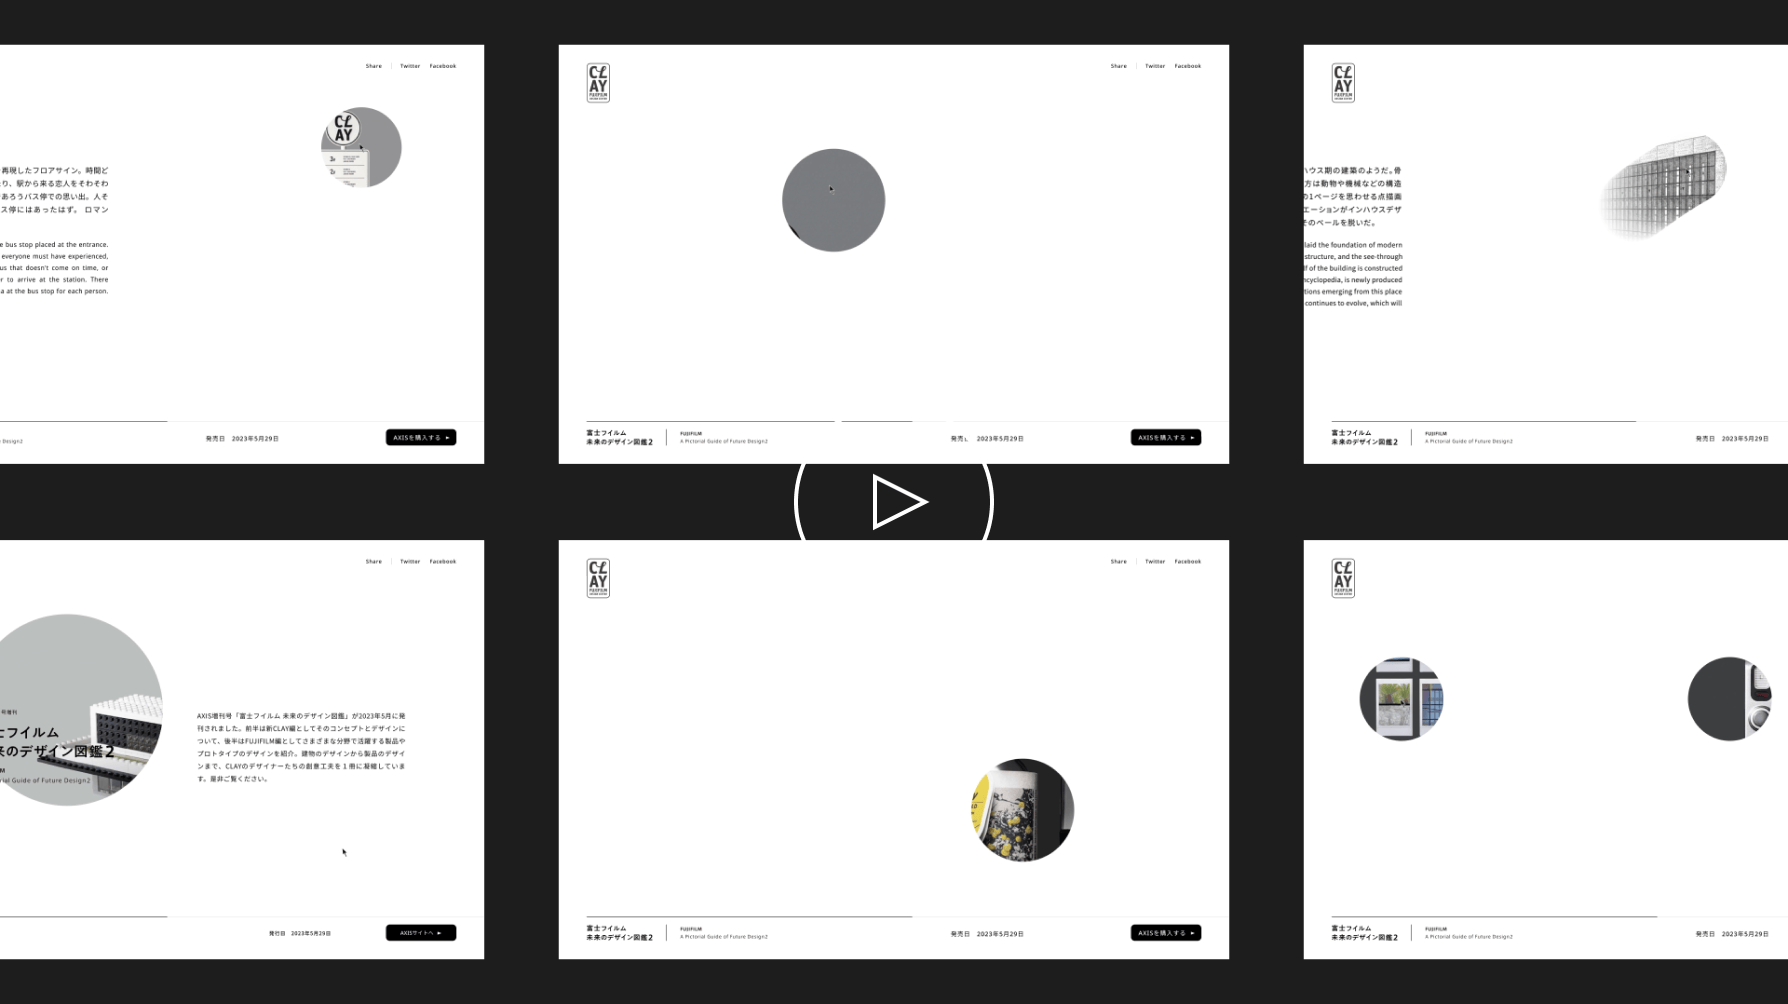 Share
Twitter
Facebook
CLAY
再現したフロアサイン。時間ど
り、駅から来る恋人をそわそわ
あろうバス停での思い出。人そ
ス停にはあったはず。 ロマン
e bus stop placed at the entrance.
everyone must have experienced,
us that doesn't come on time, or
r to arrive at the station. There
a at the bus stop for each person.
Design2
発売日 2023年5月29日
AXISを購入する ►
CLAY
FUJIFILM
Share
Twitter
Facebook
富士フイルム
未来のデザイン図鑑2
FUJIFILM
A Pictorial Guide of Future Design2
発売 2023年5月29日
AXISを購入する ►
CLAY
FUJIFILM
ハウス期の建築のようだ。骨
方は動物や機械などの構造
の1ページを思わせる点描画
エーションがインハウスデザ
そのベールを脱いだ。
laid the foundation of modern
structure, and the see-through
lf of the building is constructed
ncyclopedia, is newly produced
tions emerging from this place
continues to evolve, which will
富士フイルム
未来のデザイン図鑑2
FUJIFILM
A Pictorial Guide of Future Design2
発売日 2023年5月29日
Share
Twitter
Facebook
号増刊
士フイルム
来のデザイン図鑑2
M
rial Guide of Future Design2
AXIS増刊号「富士フイルム 未来のデザイン図鑑」が2023年5月に発
刊されました。前半は新CLAY編としてそのコンセプトとデザインに
ついて、後半はFUJIFILM編としてさまざまな分野で活躍する製品や
プロトタイプのデザインを紹介。建物のデザインから製品のデザイ
ンまで、CLAYのデザイナーたちの創意工夫を1冊に凝縮していま
す。是非ご覧ください。
発行日 2023年5月29日
AXISサイトへ ►
CLAY
FUJIFILM
Share
Twitter
Facebook
富士フイルム
未来のデザイン図鑑2
FUJIFILM
A Pictorial Guide of Future Design2
発売日 2023年5月29日
AXISを購入する ►
CLAY
FUJIFILM
富士フイルム
未来のデザイン図鑑2
FUJIFILM
A Pictorial Guide of Future Design2
発売日 2023年5月29日